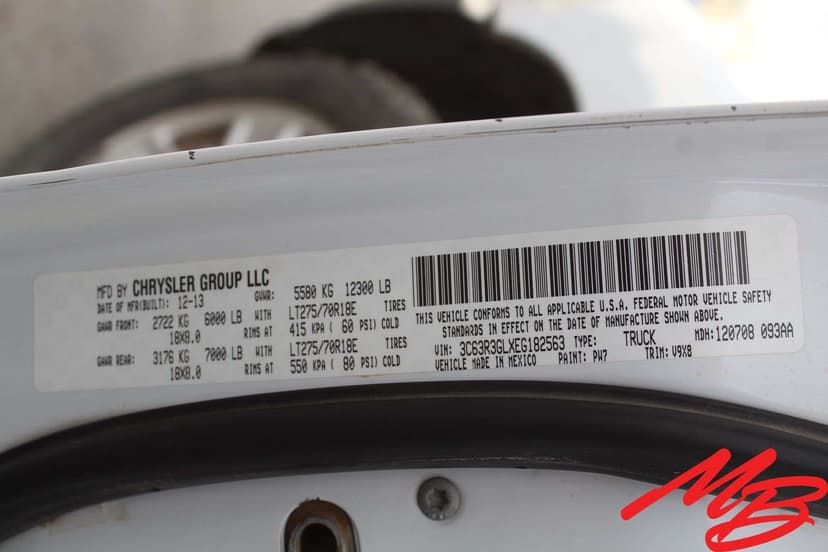 MFD BY CHRYSLER GROUP LLC
DATE OF MFR(BUILT): 12-13 GVWR: 5580 KG 12300 LB
GAWR FRONT: 2722 KG 6000 LB WITH LT275/70R18E TIRES
18X8.0 RIMS AT 415 KPA ( 60 PSI) COLD
GAWR REAR: 3176 KG 7000 LB WITH LT275/70R18E TIRES
18X8.0 RIMS AT 550 KPA ( 80 PSI) COLD
THIS VEHICLE CONFORMS TO ALL APPLICABLE U.S.A. FEDERAL MOTOR VEHICLE SAFETY
STANDARDS IN EFFECT ON THE DATE OF MANUFACTURE SHOWN ABOVE.
VIN: 3C63R3GLXEG182563 TYPE: TRUCK MDH: 120708 093AA
VEHICLE MADE IN MEXICO PAINT: PW7 TRIM: V9X8
MB